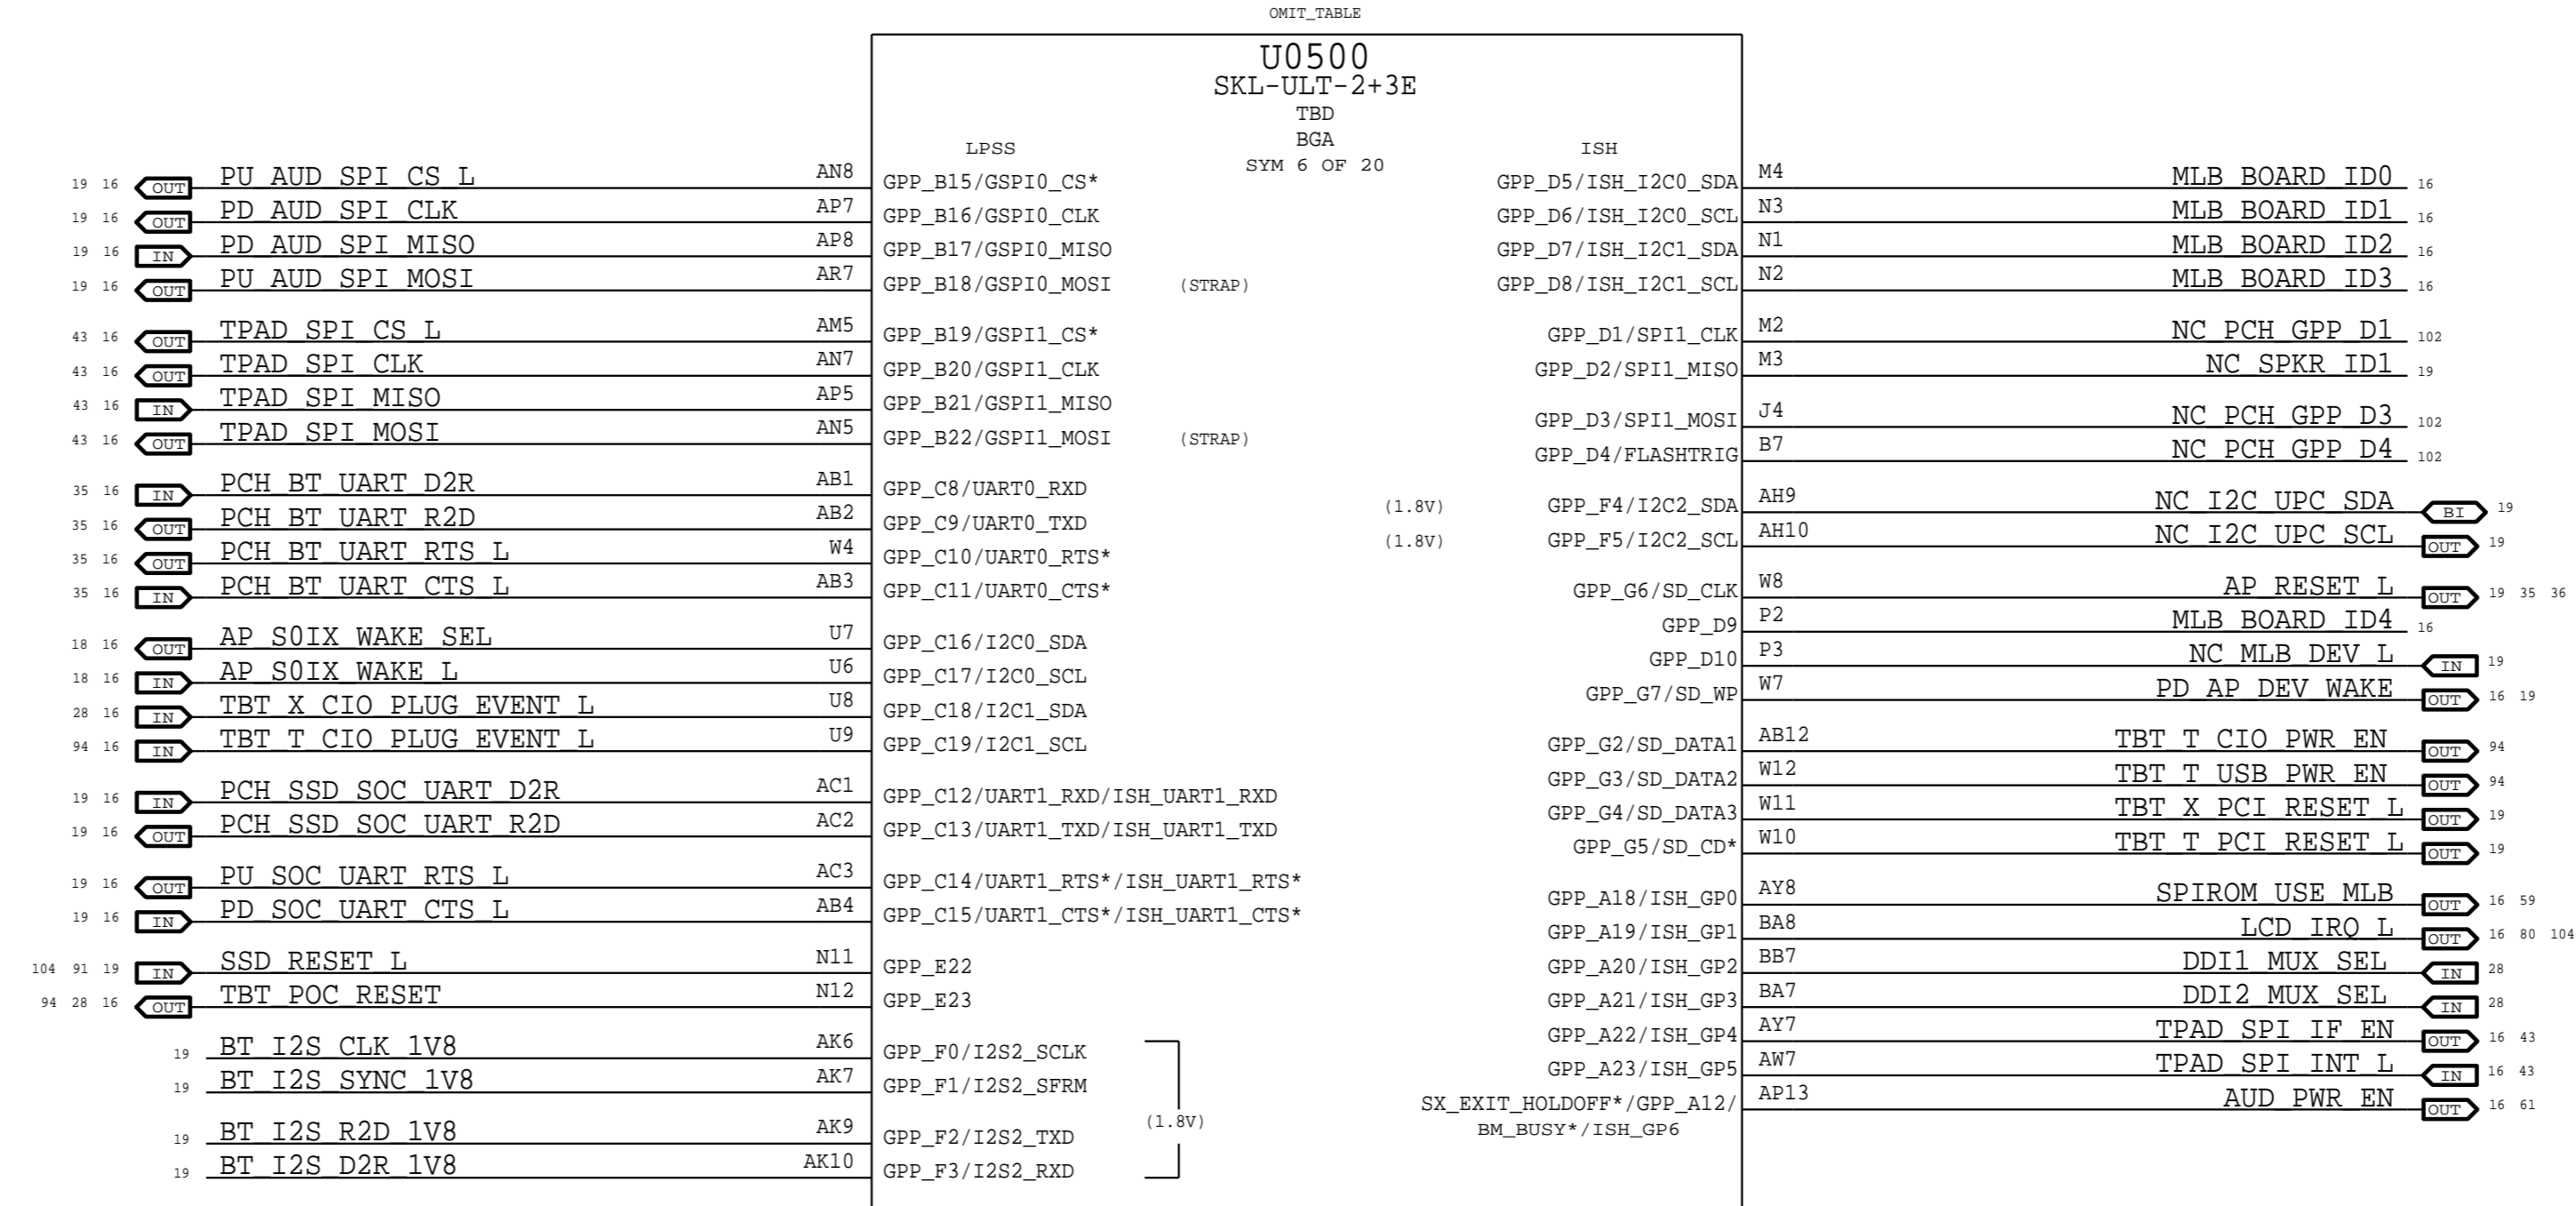 OMIT_TABLE
U0500
SKL-ULT-2+3E
TBD
BGA
SYM 6 OF 20
LPSS ISH
19 16 OUT PU_AUD_SPI_CS_L AN8 GPP_B15/GSPI0_CS* GPP_D5/ISH_I2C0_SDA M4 MLB_BOARD_ID0 16
19 16 OUT PD_AUD_SPI_CLK AP7 GPP_B16/GSPI0_CLK GPP_D6/ISH_I2C0_SCL N3 MLB_BOARD_ID1 16
19 16 IN PD_AUD_SPI_MISO AP8 GPP_B17/GSPI0_MISO GPP_D7/ISH_I2C1_SDA N1 MLB_BOARD_ID2 16
19 16 OUT PU_AUD_SPI_MOSI AR7 GPP_B18/GSPI0_MOSI (STRAP) GPP_D8/ISH_I2C1_SCL N2 MLB_BOARD_ID3 16
43 16 OUT TPAD_SPI_CS_L AM5 GPP_B19/GSPI1_CS* GPP_D1/SPI1_CLK M2 NC_PCH_GPP_D1 102
43 16 OUT TPAD_SPI_CLK AN7 GPP_B20/GSPI1_CLK GPP_D2/SPI1_MISO M3 NC_SPKR_ID1 19
43 16 IN TPAD_SPI_MISO AP5 GPP_B21/GSPI1_MISO GPP_D3/SPI1_MOSI J4 NC_PCH_GPP_D3 102
43 16 OUT TPAD_SPI_MOSI AN5 GPP_B22/GSPI1_MOSI (STRAP) GPP_D4/FLASHTRIG B7 NC_PCH_GPP_D4 102
35 16 IN PCH_BT_UART_D2R AB1 GPP_C8/UART0_RXD (1.8V) GPP_F4/I2C2_SDA AH9 NC_I2C_UPC_SDA BI 19
35 16 OUT PCH_BT_UART_R2D AB2 GPP_C9/UART0_TXD (1.8V) GPP_F5/I2C2_SCL AH10 NC_I2C_UPC_SCL OUT 19
35 16 OUT PCH_BT_UART_RTS_L W4 GPP_C10/UART0_RTS*
35 16 IN PCH_BT_UART_CTS_L AB3 GPP_C11/UART0_CTS* GPP_G6/SD_CLK W8 AP_RESET_L OUT 19 35 36
18 16 OUT AP_S0IX_WAKE_SEL U7 GPP_C16/I2C0_SDA GPP_D9 P2 MLB_BOARD_ID4 16
18 16 IN AP_S0IX_WAKE_L U6 GPP_C17/I2C0_SCL GPP_D10 P3 NC_MLB_DEV_L IN 19
28 16 IN TBT_X_CIO_PLUG_EVENT_L U8 GPP_C18/I2C1_SDA GPP_G7/SD_WP W7 PD_AP_DEV_WAKE OUT 16 19
94 16 IN TBT_T_CIO_PLUG_EVENT_L U9 GPP_C19/I2C1_SCL GPP_G2/SD_DATA1 AB12 TBT_T_CIO_PWR_EN OUT 94
19 16 IN PCH_SSD_SOC_UART_D2R AC1 GPP_C12/UART1_RXD/ISH_UART1_RXD GPP_G3/SD_DATA2 W12 TBT_T_USB_PWR_EN OUT 94
19 16 OUT PCH_SSD_SOC_UART_R2D AC2 GPP_C13/UART1_TXD/ISH_UART1_TXD GPP_G4/SD_DATA3 W11 TBT_X_PCI_RESET_L OUT 19
GPP_G5/SD_CD* W10 TBT_T_PCI_RESET_L OUT 19
19 16 OUT PU_SOC_UART_RTS_L AC3 GPP_C14/UART1_RTS*/ISH_UART1_RTS* GPP_A18/ISH_GP0 AY8 SPIROM_USE_MLB OUT 16 59
19 16 IN PD_SOC_UART_CTS_L AB4 GPP_C15/UART1_CTS*/ISH_UART1_CTS* GPP_A19/ISH_GP1 BA8 LCD_IRQ_L OUT 16 80 104
104 91 19 IN SSD_RESET_L N11 GPP_E22 GPP_A20/ISH_GP2 BB7 DDI1_MUX_SEL IN 28
94 28 16 OUT TBT_POC_RESET N12 GPP_E23 GPP_A21/ISH_GP3 BA7 DDI2_MUX_SEL IN 28
19 BT_I2S_CLK_1V8 AK6 GPP_F0/I2S2_SCLK GPP_A22/ISH_GP4 AY7 TPAD_SPI_IF_EN OUT 16 43
19 BT_I2S_SYNC_1V8 AK7 GPP_F1/I2S2_SFRM GPP_A23/ISH_GP5 AW7 TPAD_SPI_INT_L IN 16 43
(1.8V) SX_EXIT_HOLDOFF*/GPP_A12/ AP13 AUD_PWR_EN OUT 16 61
19 BT_I2S_R2D_1V8 AK9 GPP_F2/I2S2_TXD BM_BUSY*/ISH_GP6
19 BT_I2S_D2R_1V8 AK10 GPP_F3/I2S2_RXD